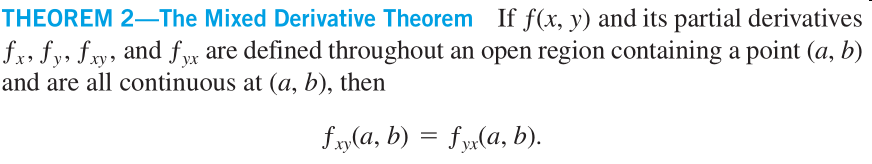 THEOREM 2—The Mixed Derivative Theorem If f(x, y) and its partial derivatives
fx, fy, fxy, and fyx are defined throughout an open region containing a point (a, b)
and are all continuous at (a, b), then
fxy(a, b) = fyx(a, b).